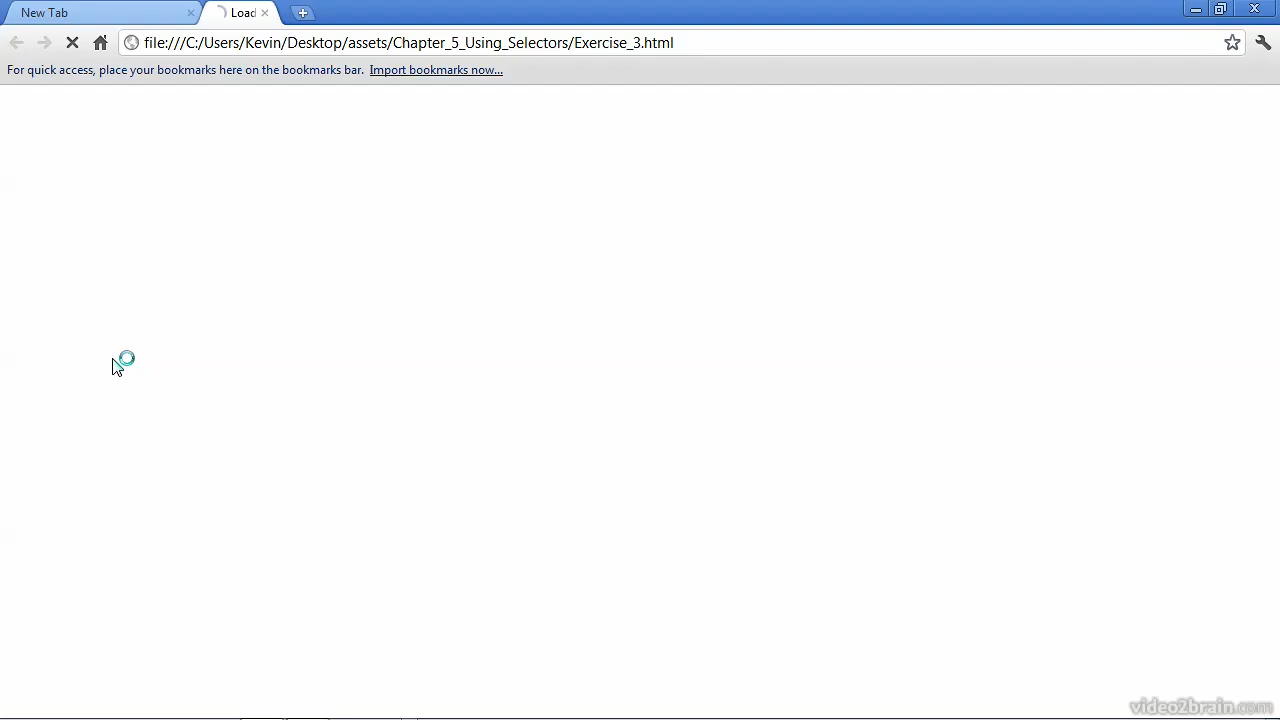 New Tab
Load
file:///C:/Users/Kevin/Desktop/assets/Chapter_5_Using_Selectors/Exercise_3.html
For quick access, place your bookmarks here on the bookmarks bar. Import bookmarks now...
video2brain.com